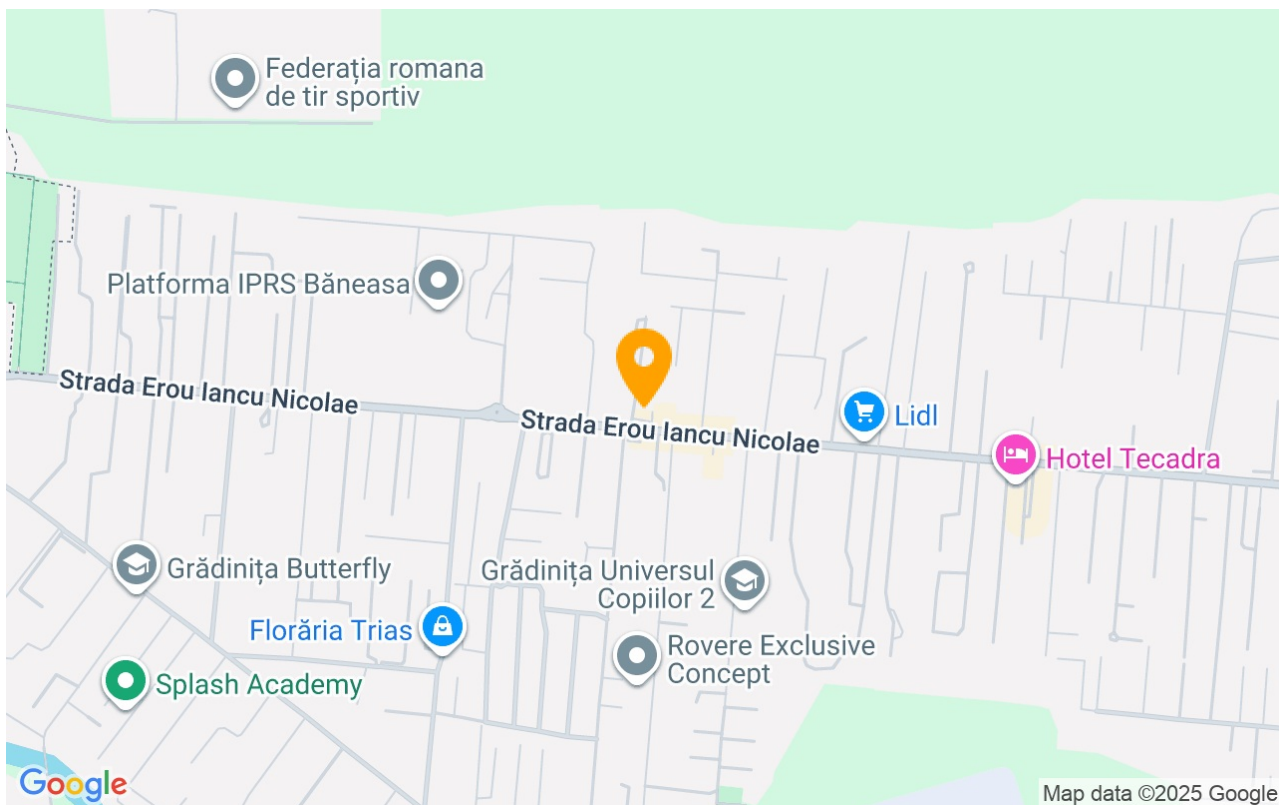 Federația romana
de tir sportiv
Platforma IPRS Băneasa
Strada Erou Iancu Nicolae
Strada Erou Iancu Nicolae
Lidl
Hotel Tecadra
Grădinița Butterfly
Grădinița Universul
Copiilor 2
Florăria Trias
Rovere Exclusive
Concept
Splash Academy
Google
Map data ©2025 Google